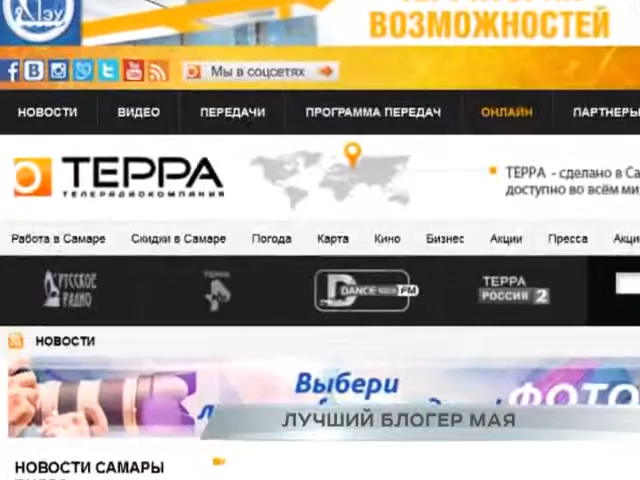 ВОЗМОЖНОСТЕЙ
Мы в соцсетях
НОВОСТИ ВИДЕО ПЕРЕДАЧИ ПРОГРАММА ПЕРЕДАЧ ОНЛАЙН ПАРТНЕРЫ
ТЕРРА
ТЕЛЕРАДИОКОМПАНИЯ
ТЕРРА - сделано в Са
доступно во всём ми
Работа в Самаре Скидки в Самаре Погода Карта Кино Бизнес Акции Пресса Акци
РУССКОЕ
РАДИО
DANCE FM
ТЕРРА
РОССИЯ 2
НОВОСТИ
Выбери
ФОТО
ЛУЧШИЙ БЛОГЕР МАЯ
НОВОСТИ САМАРЫ